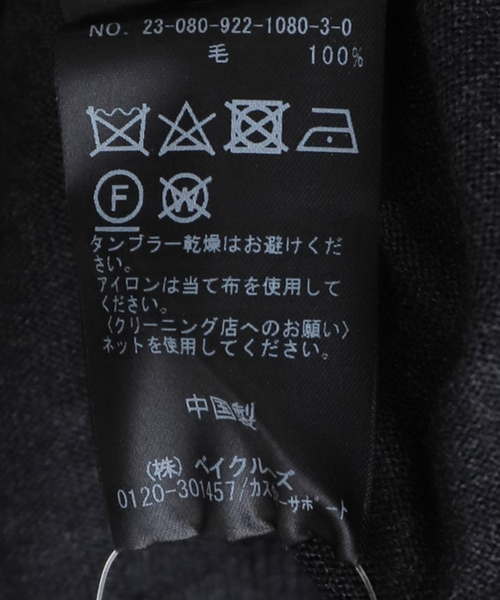 NO. 23-080-922-1080-3-0
毛 100%
F
W
タンブラー乾燥はお避けくだ
さい。
アイロンは当て布を使用して
ください。
〈クリーニング店へのお願い〉
ネットを使用してください。
中国製
(株) ベイクルーズ
0120-301457/カスタマーサポート